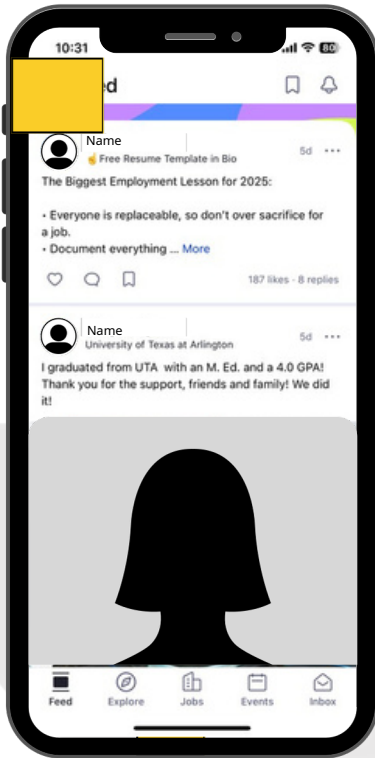 10:31
80
ed
Name
☝Free Resume Template in Bio
5d ···
The Biggest Employment Lesson for 2025:
• Everyone is replaceable, so don't over sacrifice for
a job.
• Document everything ... More
187 likes · 8 replies
Name
University of Texas at Arlington
5d ···
I graduated from UTA with an M. Ed. and a 4.0 GPA!
Thank you for the support, friends and family! We did
it!
Feed Explore Jobs Events Inbox